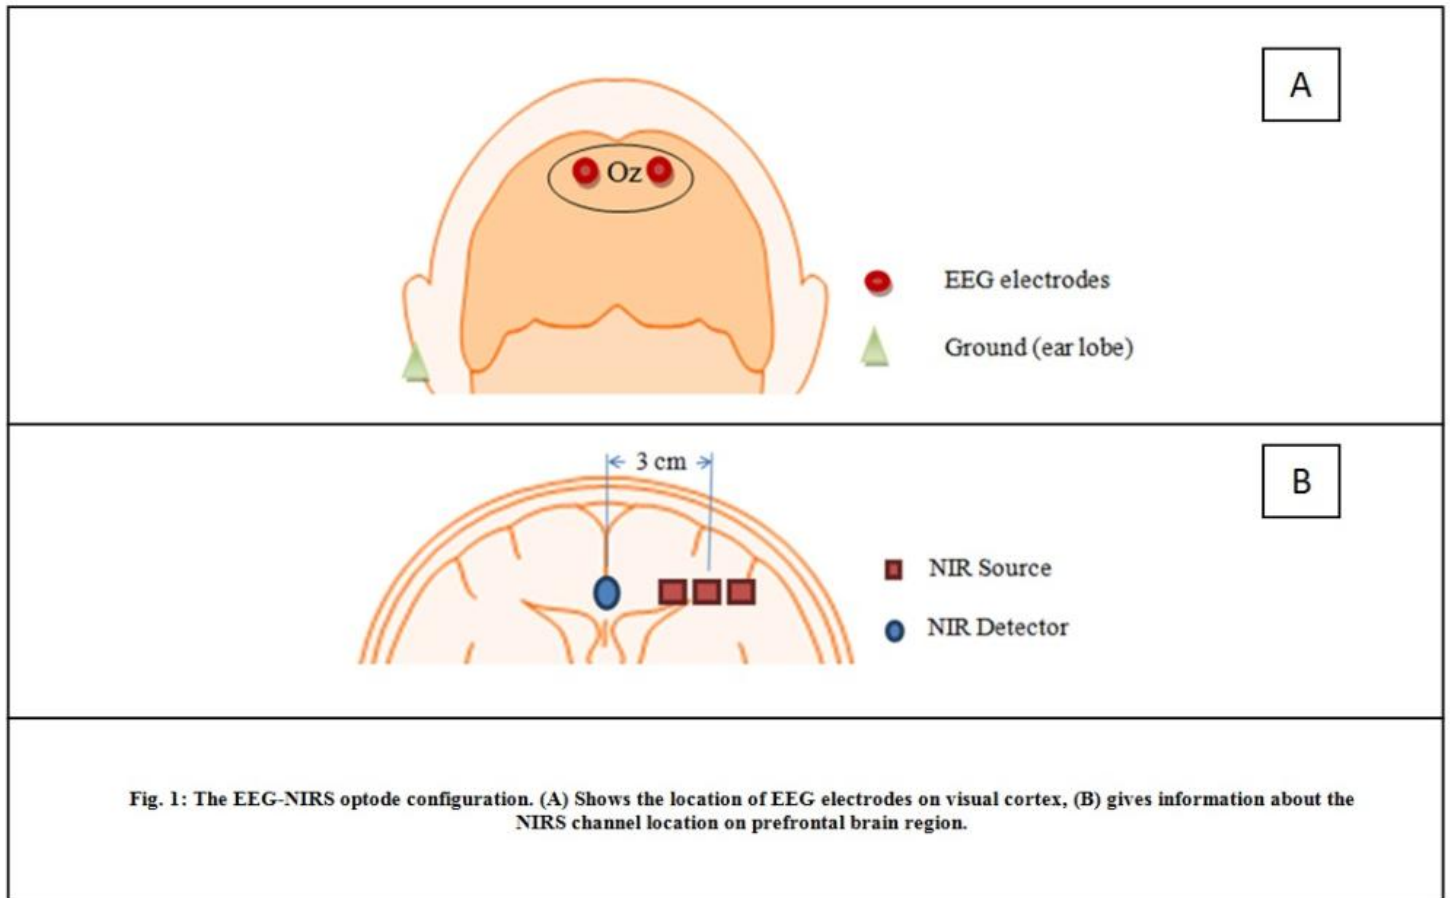 A
Oz
EEG electrodes
Ground (ear lobe)
3 cm
B
NIR Source
NIR Detector
Fig. 1: The EEG-NIRS optode configuration. (A) Shows the location of EEG electrodes on visual cortex, (B) gives information about the
NIRS channel location on prefrontal brain region.